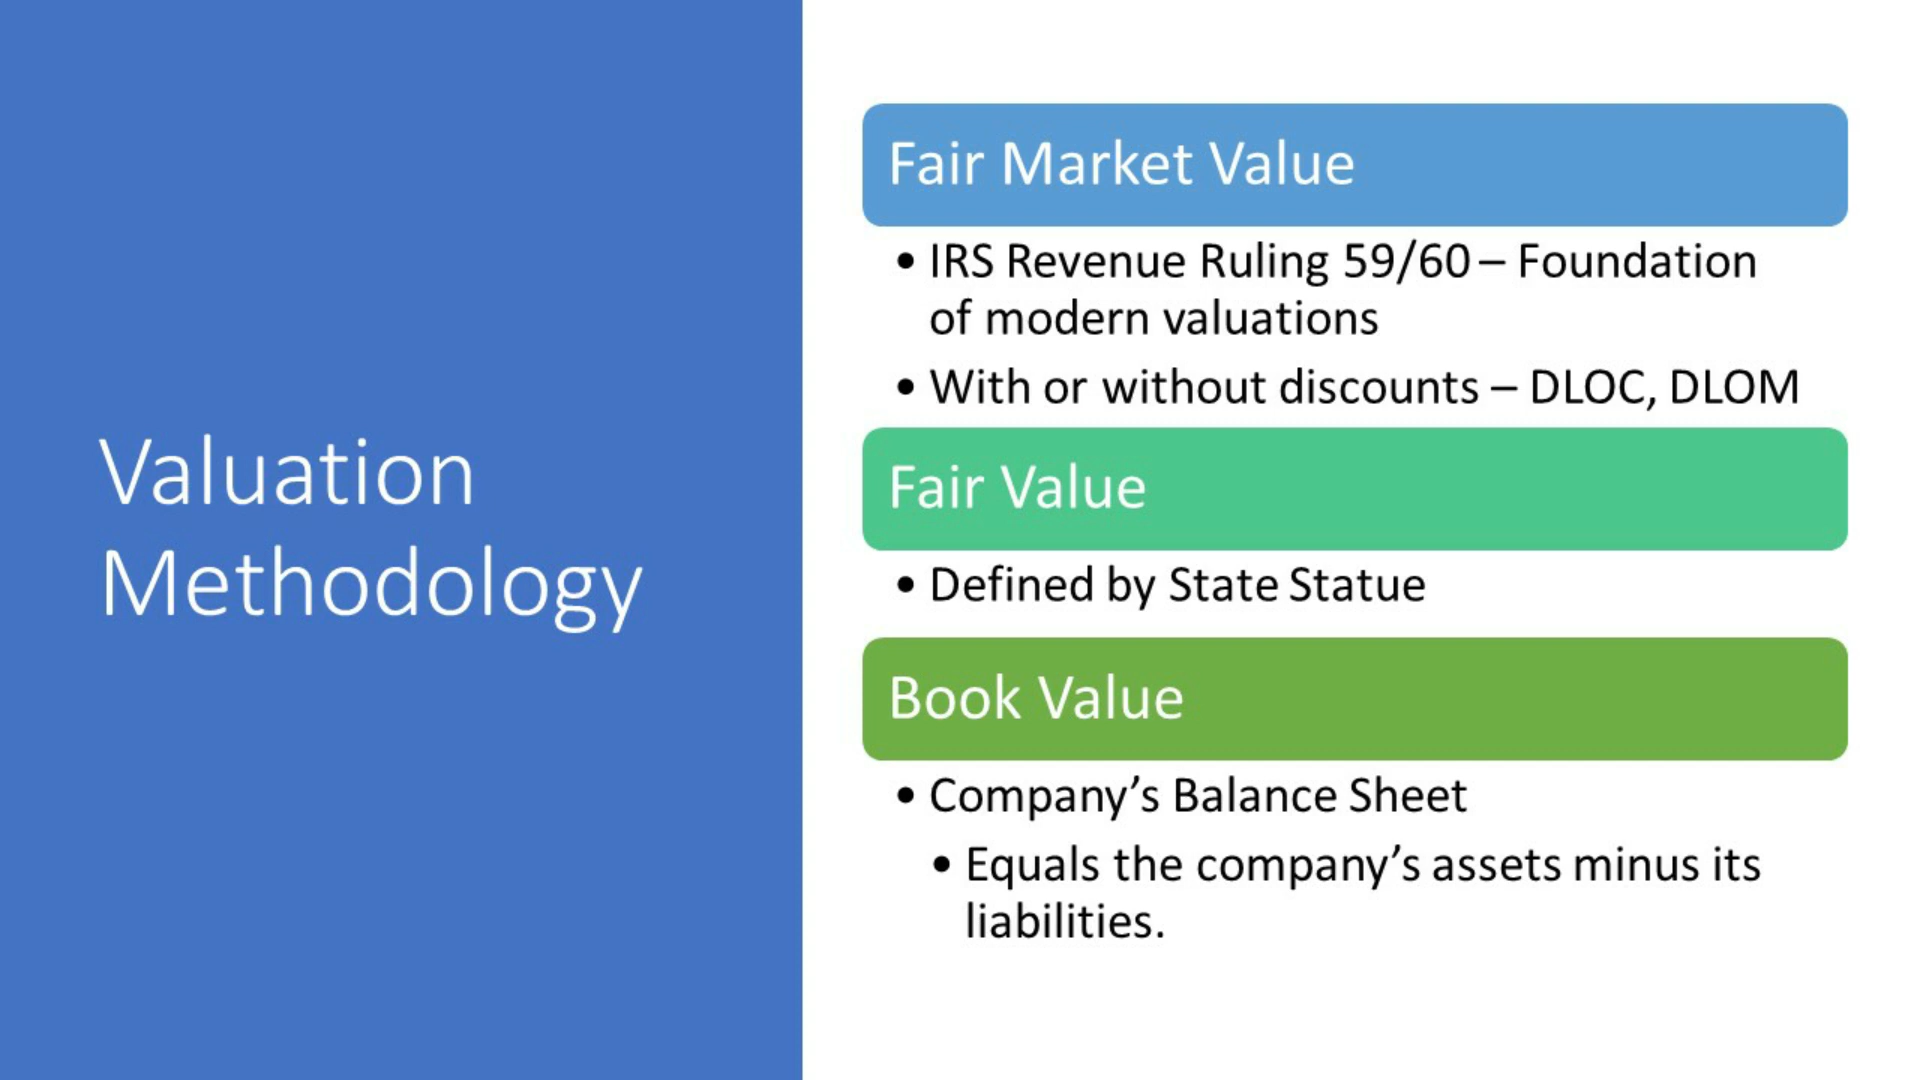 Valuation
Methodology
Fair Market Value
• IRS Revenue Ruling 59/60 – Foundation
of modern valuations
• With or without discounts – DLOC, DLOM
Fair Value
• Defined by State Statue
Book Value
• Company’s Balance Sheet
• Equals the company’s assets minus its
liabilities.